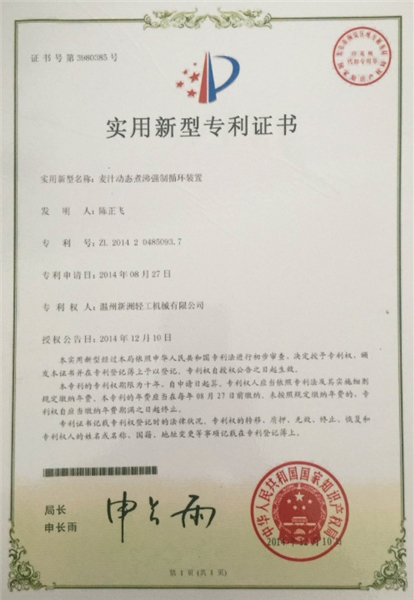 证书号第3980385号
实用新型专利证书
实用新型名称：麦汁动态煮沸强制循环装置
发明人：陈正飞
专利号：ZL 2014 2 0485093.7
专利申请日：2014年08月27日
专利权人：温州新洲轻工机械有限公司
授权公告日：2014年12月10日
本实用新型经过本局依照中华人民共和国专利法进行初步审查，决定授予专利权，颁
发本证书并在专利登记簿上予以登记。专利权自授权公告之日起生效。
本专利的专利权期限为十年，自申请日起算。专利权人应当依照专利法及其实施细则
规定缴纳年费。本专利的年费应当在每年08月27日前缴纳。未按照规定缴纳年费的，专
利权自应当缴纳年费期满之日起终止。
专利证书记载专利权登记时的法律状况。专利权的转移、质押、无效、终止、恢复和
专利权人的姓名或名称、国籍、地址变更等事项记载在专利登记簿上。
局长
申长雨
申长雨
中华人民共和国国家知识产权局
2014年12月10日
第1页(共1页)